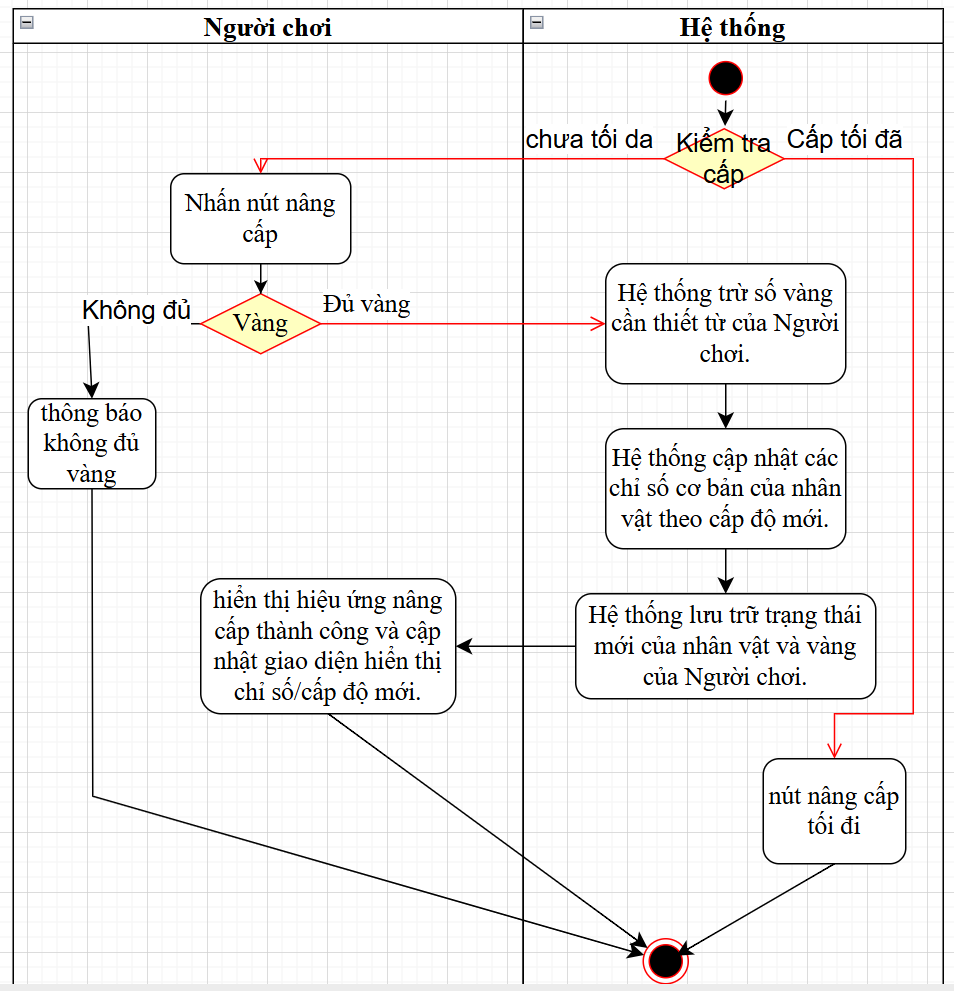 Người chơi
Hệ thống
chưa tối da
Kiểm tra
cấp
Cấp tối đã
Nhấn nút nâng
cấp
Không đủ
Vàng
Đủ vàng
Hệ thống trừ số vàng
cần thiết từ của Người
chơi.
thông báo
không đủ
vàng
Hệ thống cập nhật các
chỉ số cơ bản của nhân
vật theo cấp độ mới.
hiển thị hiệu ứng nâng
cấp thành công và cập
nhật giao diện hiển thị
chỉ số/cấp độ mới.
Hệ thống lưu trữ trạng thái
mới của nhân vật và vàng
của Người chơi.
nút nâng cấp
tối đi